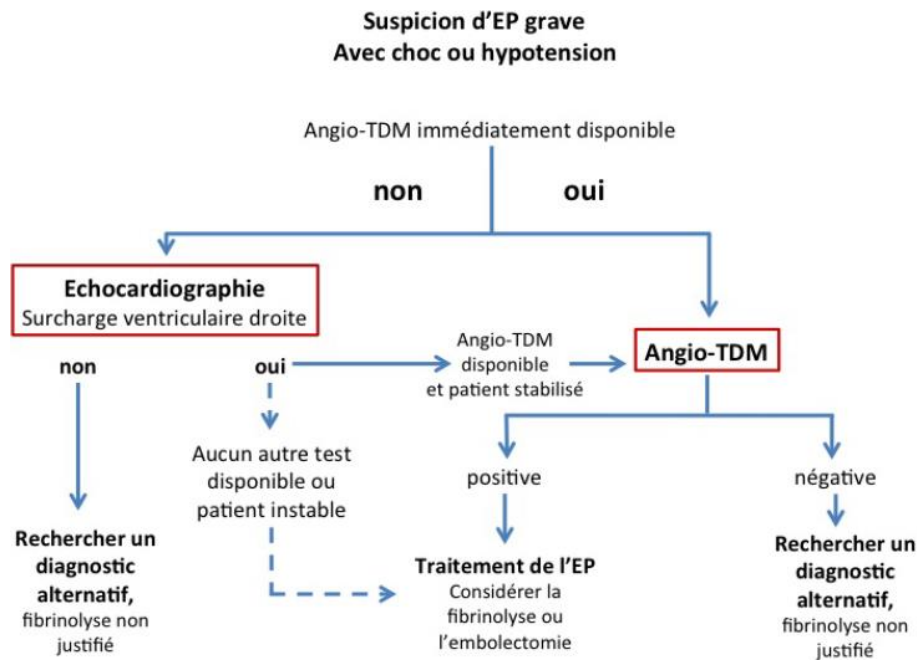 Suspicion d'EP grave
Avec choc ou hypotension
Angio-TDM immédiatement disponible
non
oui
Echocardiographie
Surcharge ventriculaire droite
non
oui
Angio-TDM
disponible
et patient stabilisé
Angio-TDM
Aucun autre test
disponible ou
patient instable
positive
négative
Rechercher un
diagnostic
alternatif,
fibrinolyse non
justifié
Traitement de l'EP
Considérer la
fibrinolyse ou
l'embolectomie
Rechercher un
diagnostic
alternatif,
fibrinolyse non
justifié